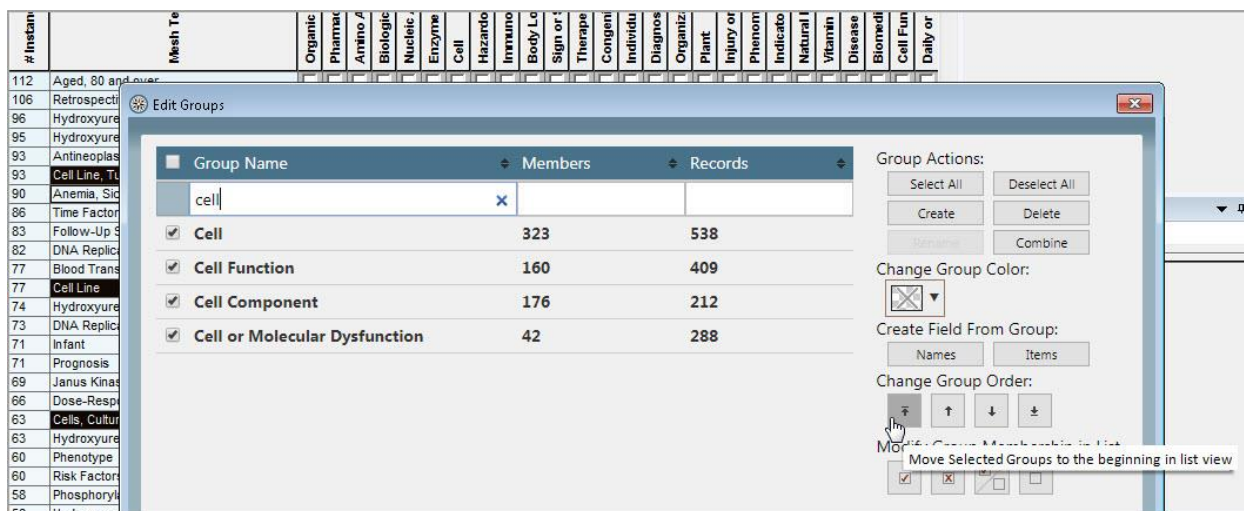 # Instan
Mesh Te
Organic
Pharmac
Amino A
Biologic
Nucleic
Enzyme
Cell
Hazardo
Immuno
Body Lo
Sign or S
Therape
Congeni
Individu
Diagnos
Organiz
Plant
Injury or
Phenom
Indicato
Natural
Vitamin
Disease
Biomedi
Cell Fun
Daily or
112 Aged, 80 and over
106 Retrospecti
96 Hydroxyure
95 Hydroxyure
93 Antineoplas
93 Cell Line, Tu
90 Anemia, Sic
86 Time Factor
83 Follow-Up S
82 DNA Replica
77 Blood Trans
77 Cell Line
74 Hydroxyure
73 DNA Replica
71 Infant
71 Prognosis
69 Janus Kinas
66 Dose-Respo
63 Cells, Cultur
63 Hydroxyure
60 Phenotype
60 Risk Factors
58 Phosphoryla
Edit Groups
Group Name Members Records
cell
Cell 323 538
Cell Function 160 409
Cell Component 176 212
Cell or Molecular Dysfunction 42 288
Group Actions:
Select All Deselect All
Create Delete
Rename Combine
Change Group Color:
Create Field From Group:
Names Items
Change Group Order:
Modify Group Membership in List
Move Selected Groups to the beginning in list view